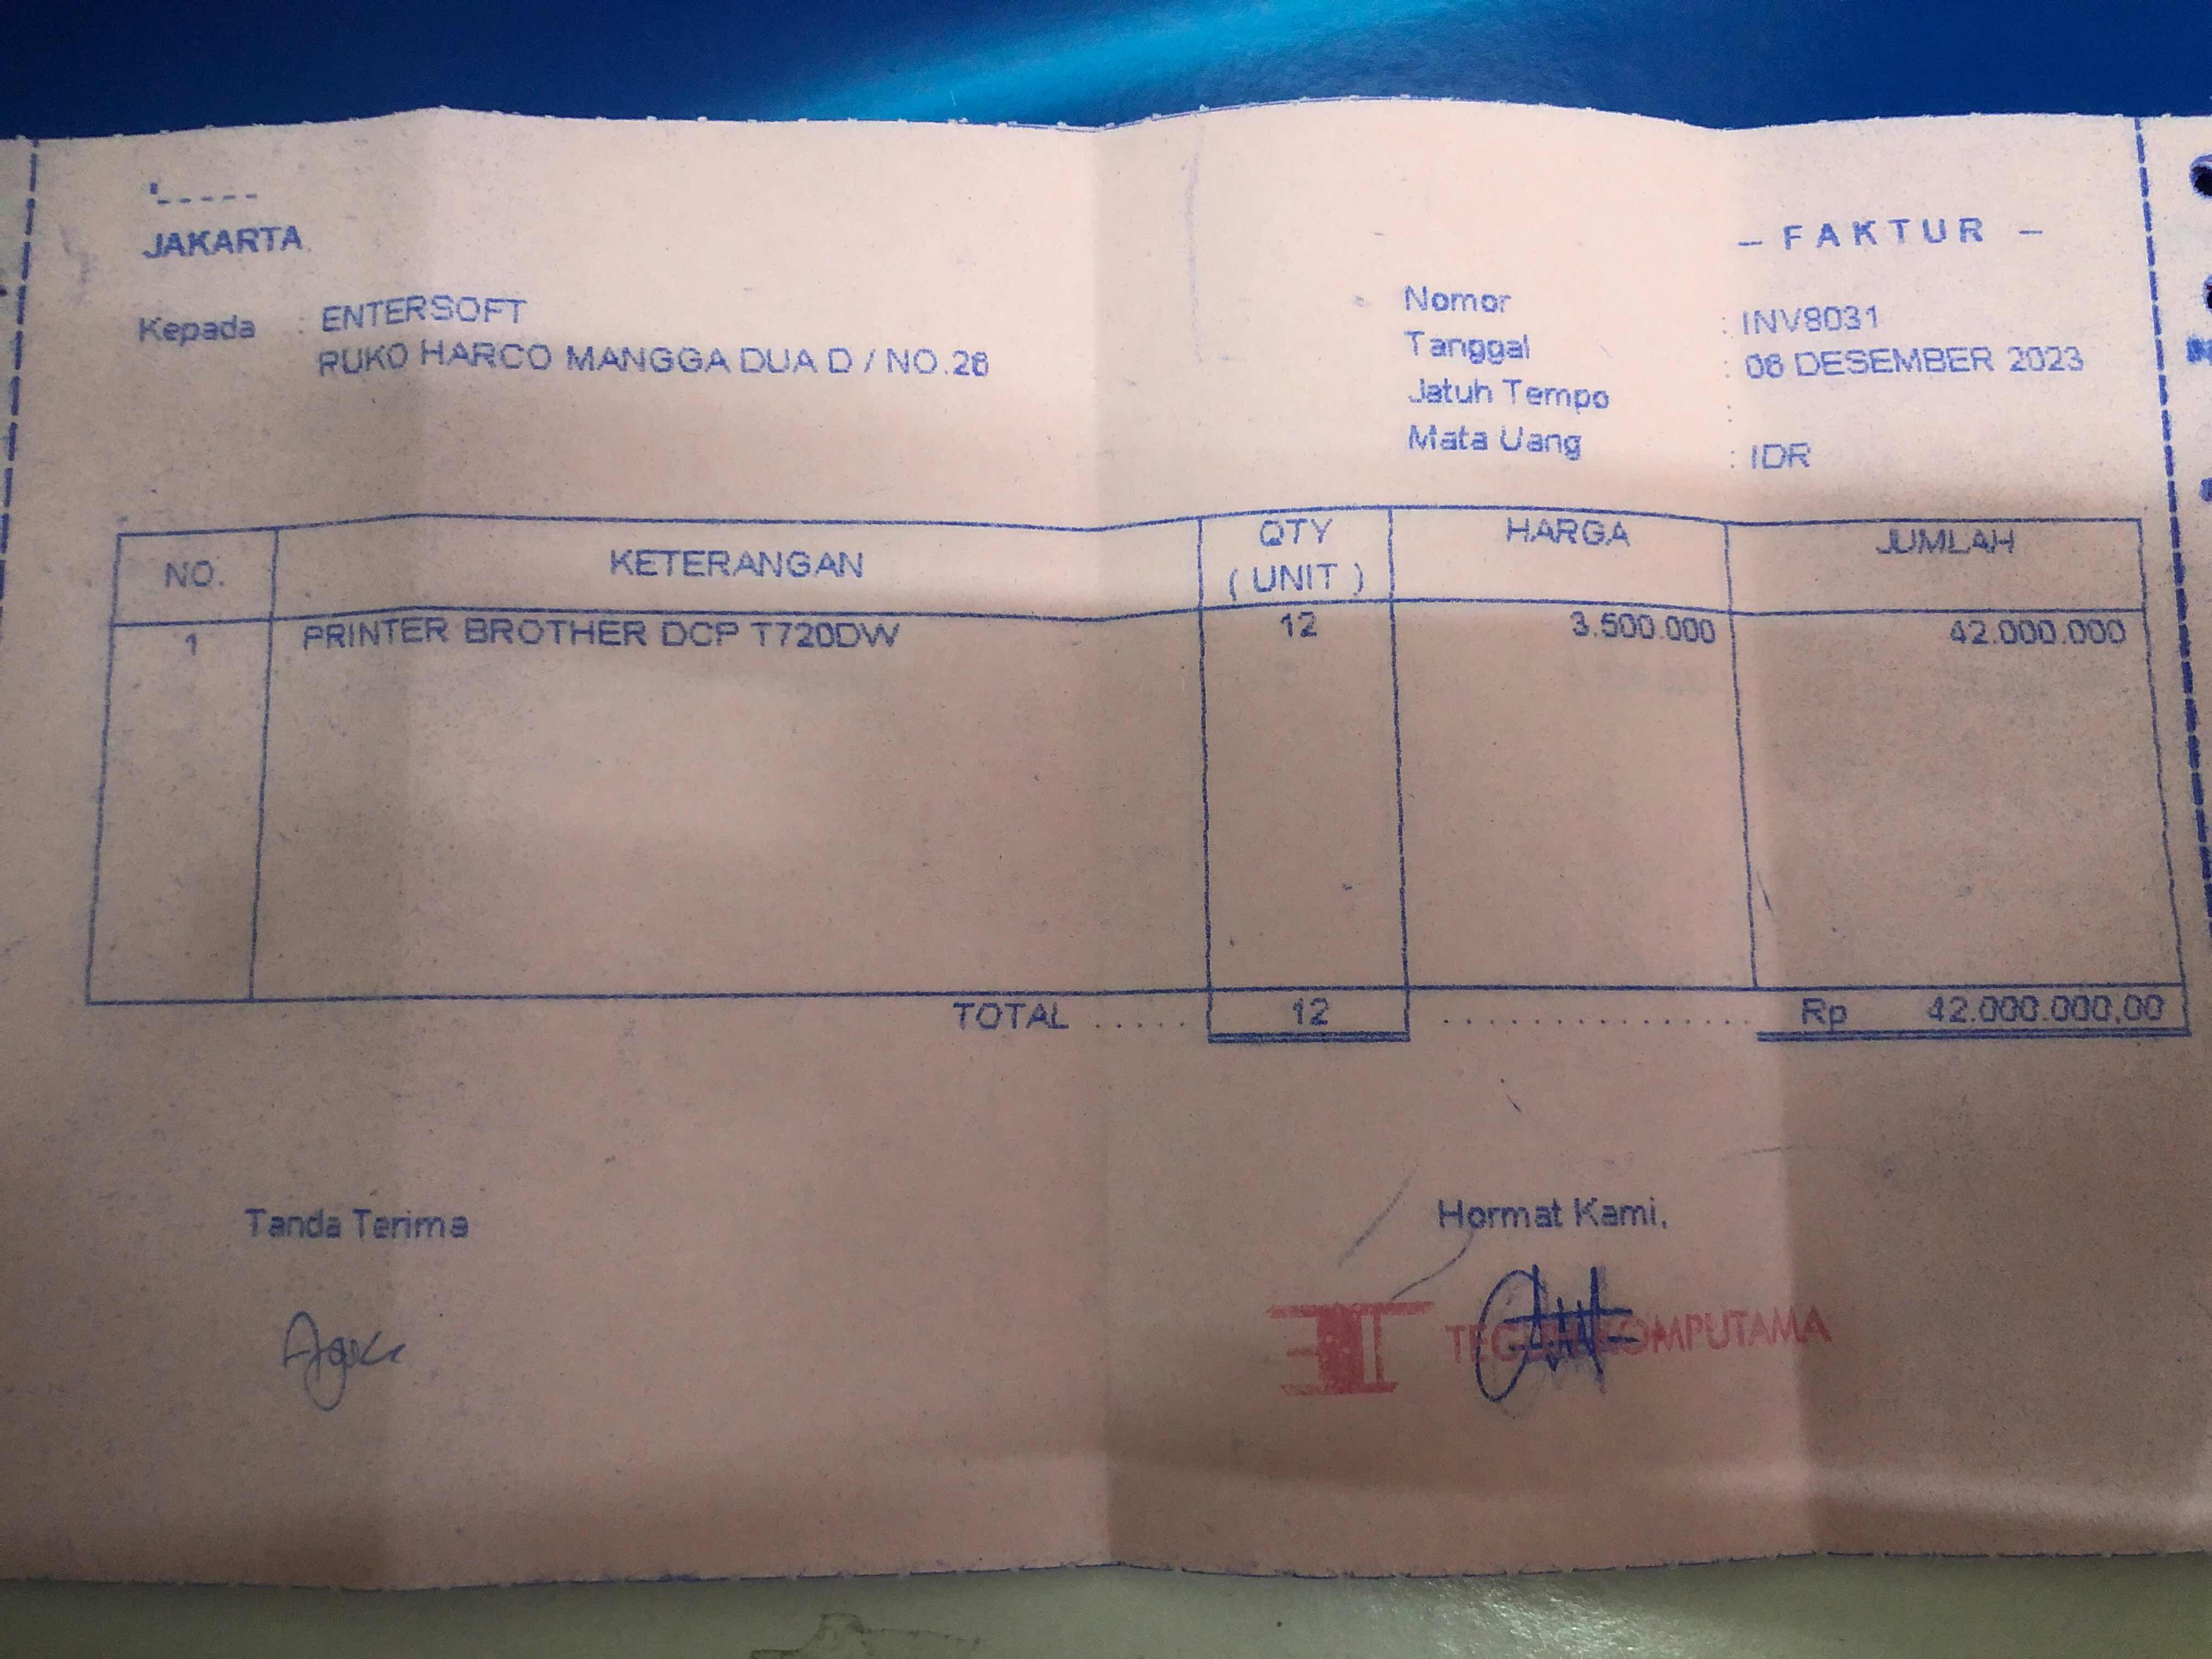 JAKARTA
– FAKTUR –
Kepada : ENTERSOFT
RUKO HARCO MANGGA DUA D / NO.28
Nomor : INV8031
Tanggal : 06 DESEMBER 2023
Jatuh Tempo :
Mata Uang : IDR
NO. KETERANGAN QTY ( UNIT ) HARGA JUMLAH
1 PRINTER BROTHER DCP T720DW 12 3.500.000 42.000.000
TOTAL ..... 12 ............... Rp 42.000.000,00
Tanda Terima
Hormat Kami,
TEGUH KOMPUTAMA